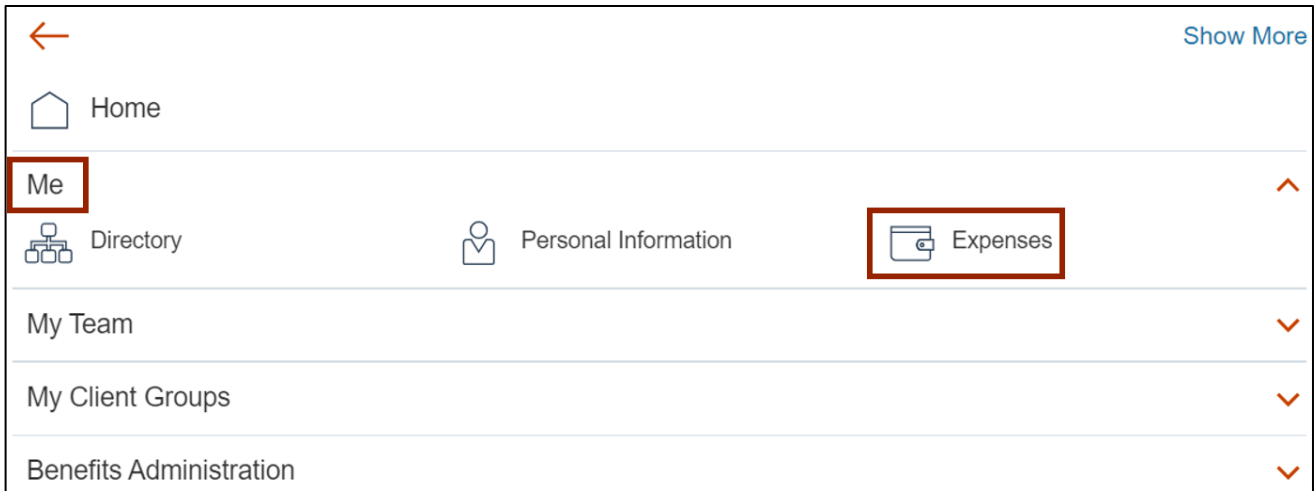 Show More
Home
Me
Directory Personal Information Expenses
My Team
My Client Groups
Benefits Administration